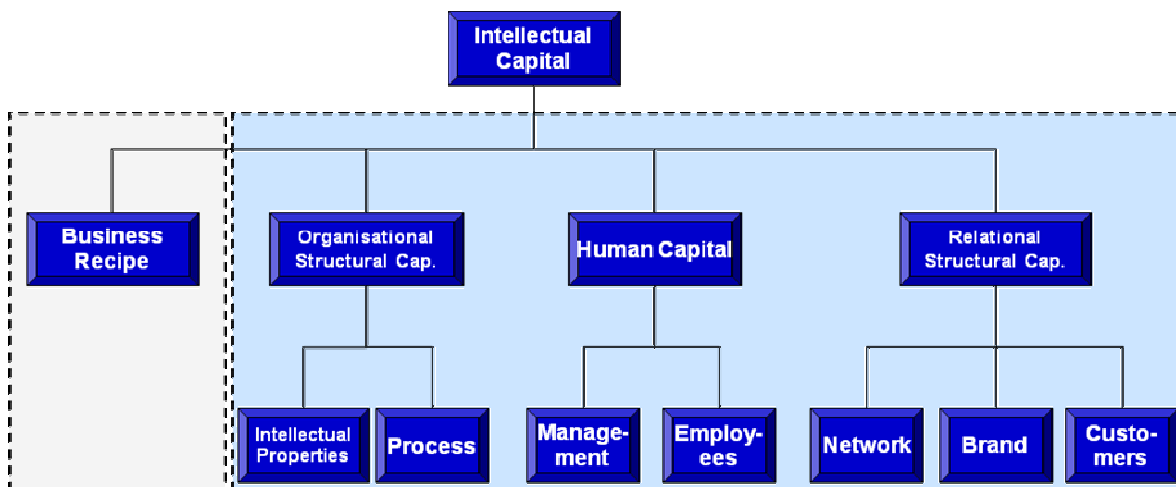 Intellectual
Capital
Business
Recipe
Organisational
Structural Cap.
Human Capital
Relational
Structural Cap.
Intellectual
Properties
Process
Manage-
ment
Employ-
ees
Network
Brand
Custo-
mers